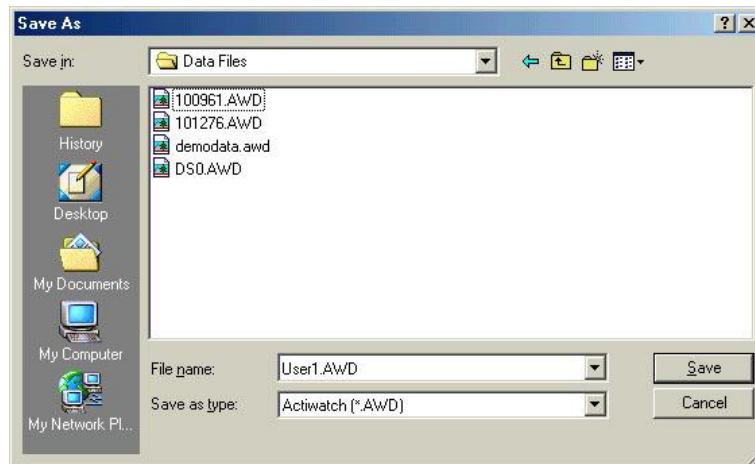 Save As
Save in:
Data Files
History
Desktop
My Documents
My Computer
My Network Pl...
100961.AWD
101276.AWD
demodata.awd
DS0.AWD
File name:
User1.AWD
Save
Save as type:
Actiwatch (*.AWD)
Cancel